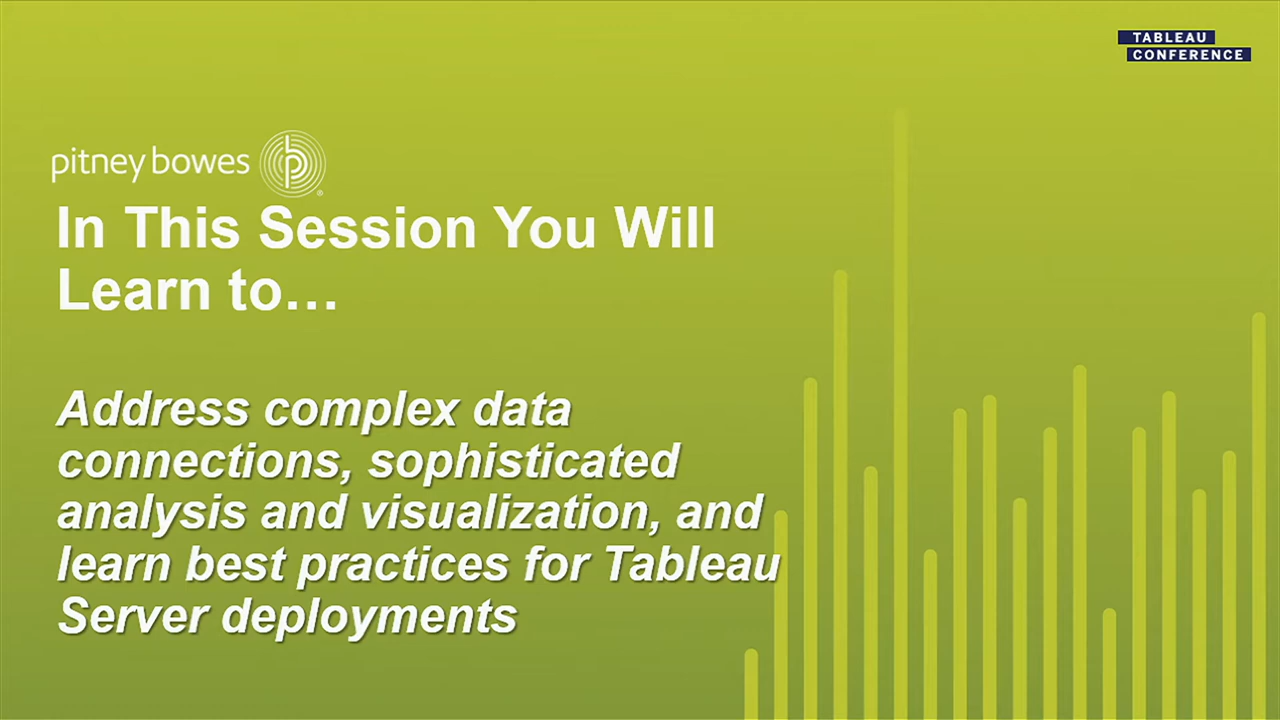 TABLEAU
CONFERENCE
pitney bowes
In This Session You Will
Learn to…
Address complex data
connections, sophisticated
analysis and visualization, and
learn best practices for Tableau
Server deployments